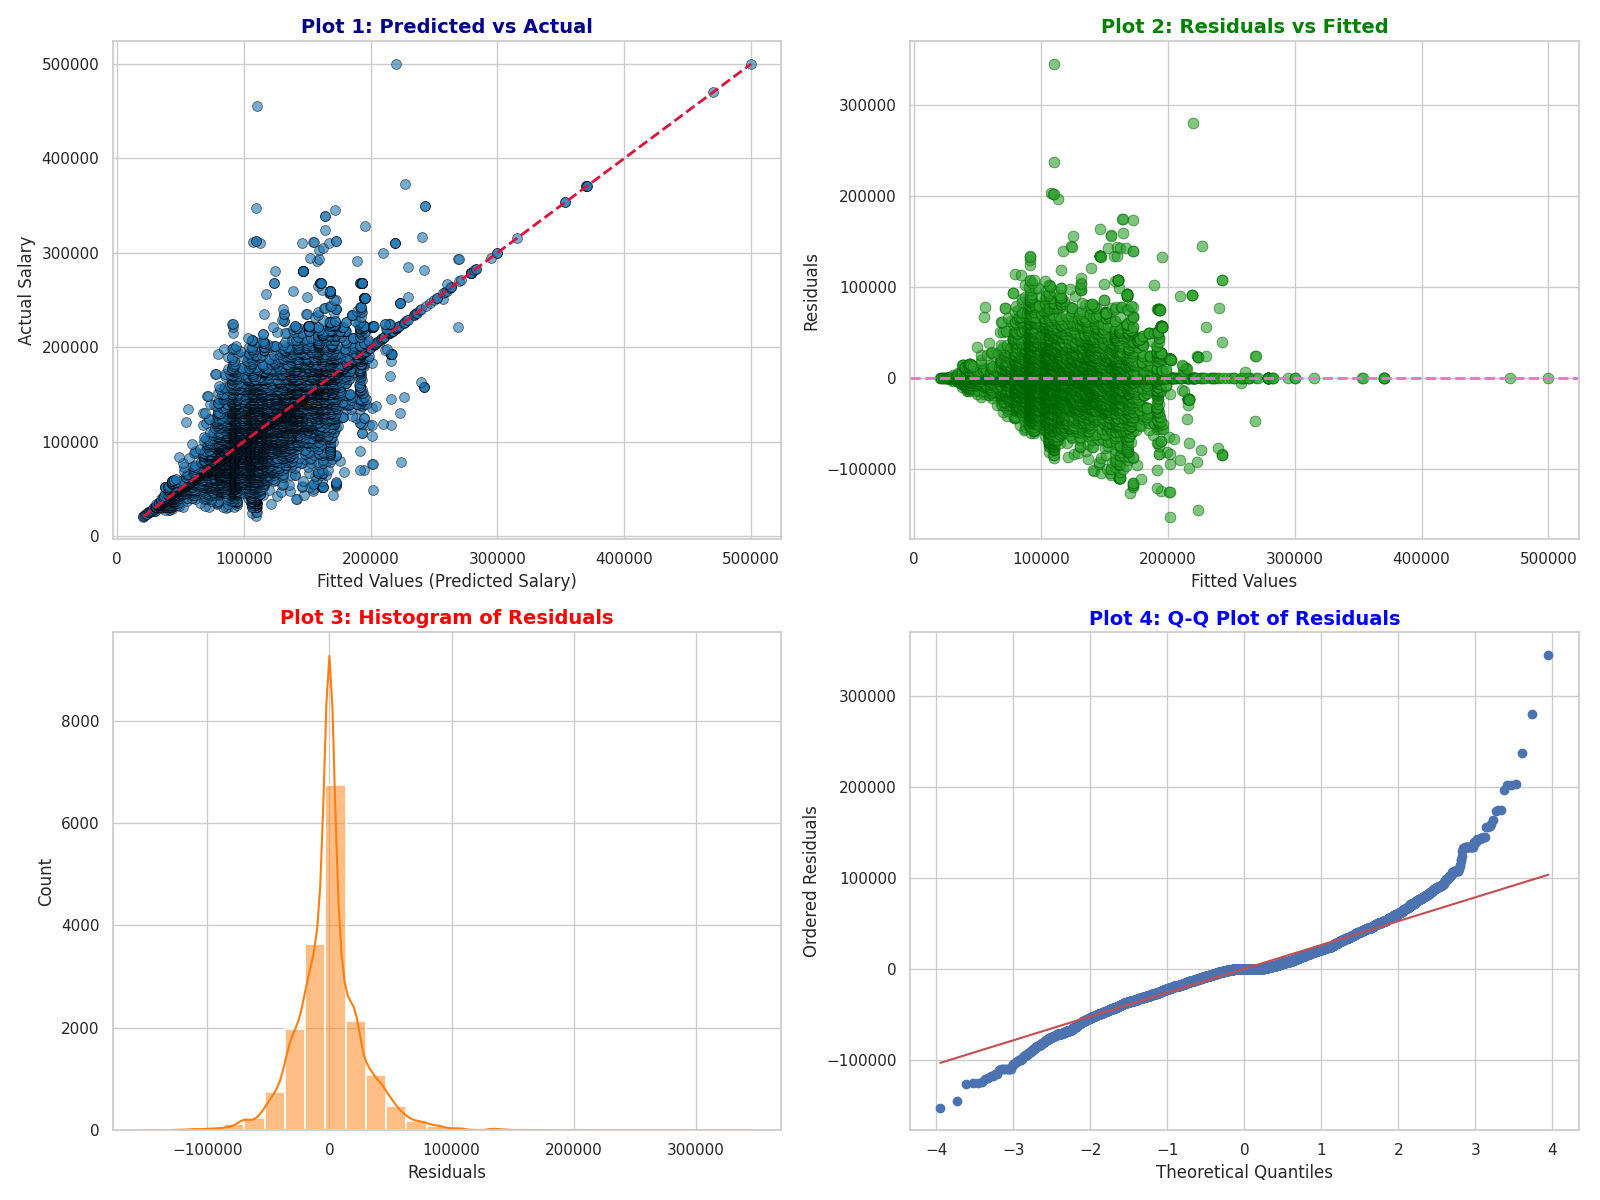 Plot 1: Predicted vs Actual
500000
400000
300000
200000
100000
0
Actual Salary
0 100000 200000 300000 400000 500000
Fitted Values (Predicted Salary)
Plot 2: Residuals vs Fitted
300000
200000
100000
0
−100000
Residuals
0 100000 200000 300000 400000 500000
Fitted Values
Plot 3: Histogram of Residuals
8000
6000
4000
2000
0
Count
−100000 0 100000 200000 300000
Residuals
Plot 4: Q-Q Plot of Residuals
300000
200000
100000
0
−100000
Ordered Residuals
−4 −3 −2 −1 0 1 2 3 4
Theoretical Quantiles